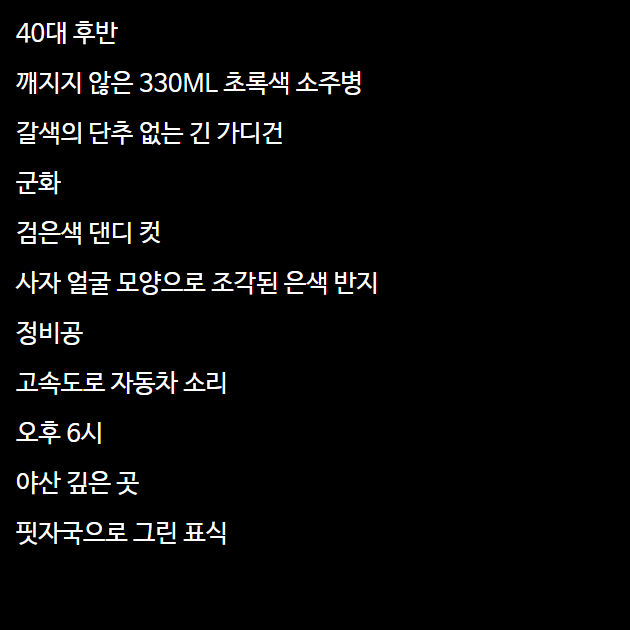 40대 후반
깨지지 않은 330ML 초록색 소주병
갈색의 단추 없는 긴 가디건
군화
검은색 댄디 컷
사자 얼굴 모양으로 조각된 은색 반지
정비공
고속도로 자동차 소리
오후 6시
야산 깊은 곳
핏자국으로 그린 표식